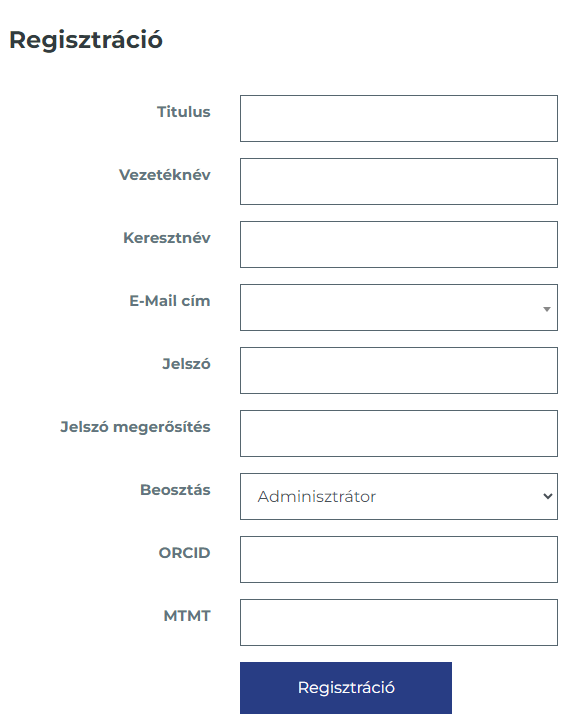 Regisztráció
Titulus
Vezetéknév
Keresztnév
E-Mail cím
Jelszó
Jelszó megerősítés
Beosztás
Adminisztrátor
ORCID
MTMT
Regisztráció